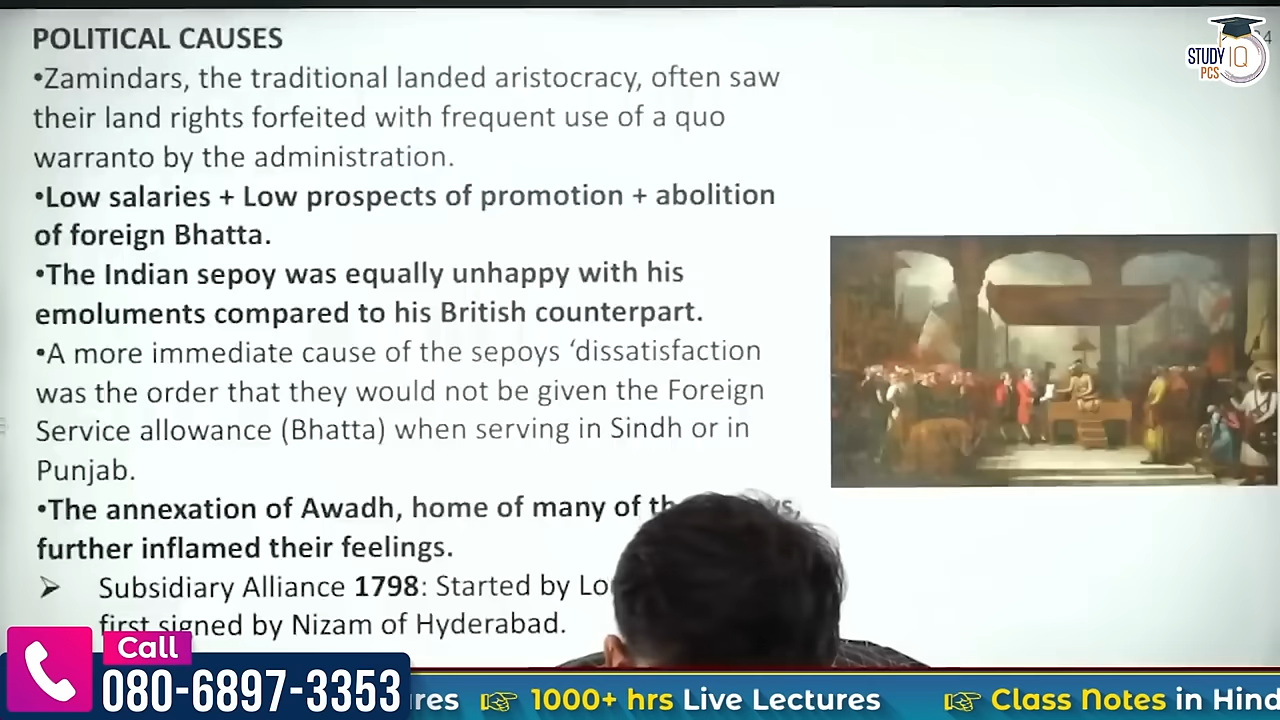 POLITICAL CAUSES
•Zamindars, the traditional landed aristocracy, often saw
their land rights forfeited with frequent use of a quo
warranto by the administration.
•Low salaries + Low prospects of promotion + abolition
of foreign Bhatta.
•The Indian sepoy was equally unhappy with his
emoluments compared to his British counterpart.
•A more immediate cause of the sepoys ‘dissatisfaction
was the order that they would not be given the Foreign
Service allowance (Bhatta) when serving in Sindh or in
Punjab.
•The annexation of Awadh, home of many of
further inflamed their feelings.
➤ Subsidiary Alliance 1798: Started by
first signed by Nizam of Hyderabad.
STUDY IQ
PCS
4
Call
080-6897-3353
1000+ hrs Live Lectures
Class Notes in